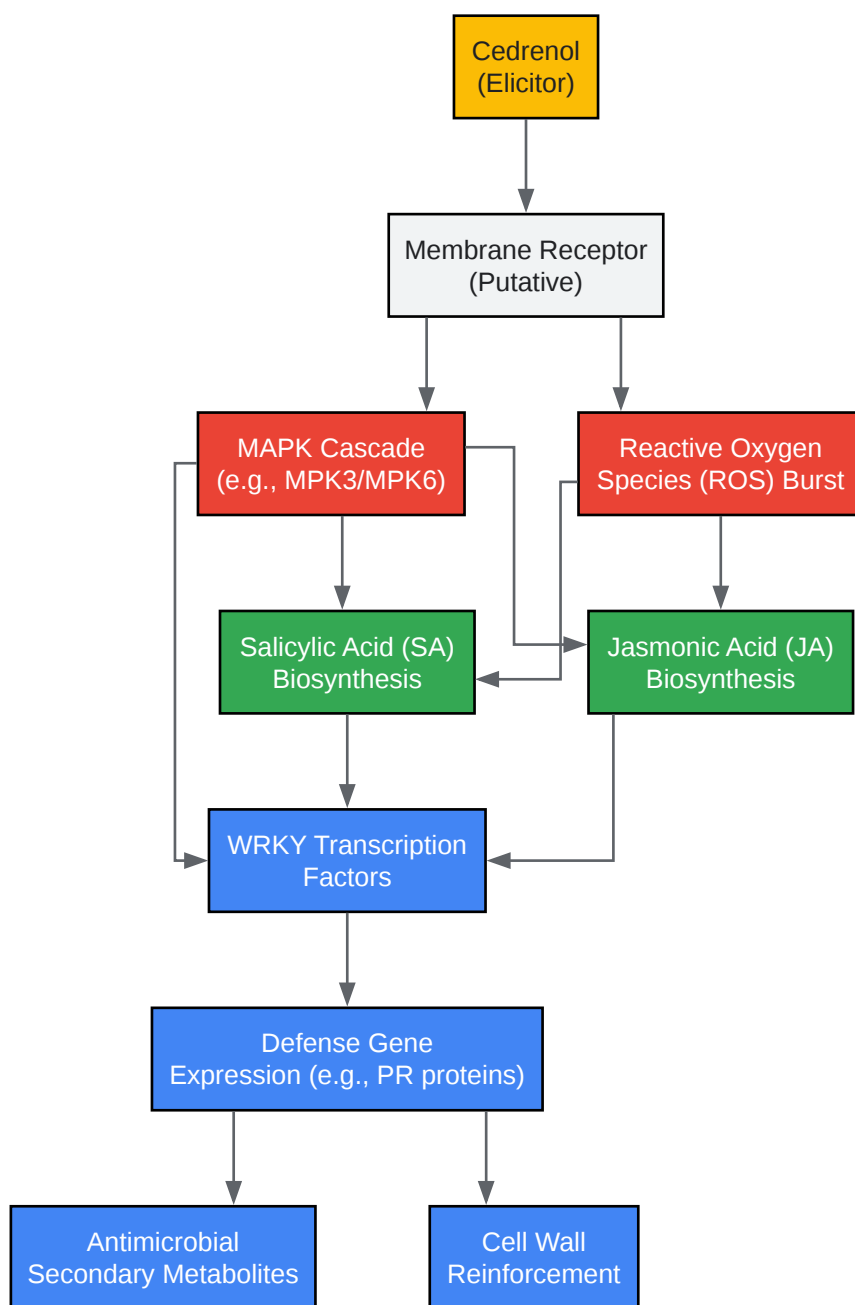 Cedrenol
(Elicitor)
Membrane Receptor
(Putative)
MAPK Cascade
(e.g., MPK3/MPK6)
Reactive Oxygen
Species (ROS) Burst
Salicylic Acid (SA)
Biosynthesis
Jasmonic Acid (JA)
Biosynthesis
WRKY Transcription
Factors
Defense Gene
Expression (e.g., PR proteins)
Antimicrobial
Secondary Metabolites
Cell Wall
Reinforcement